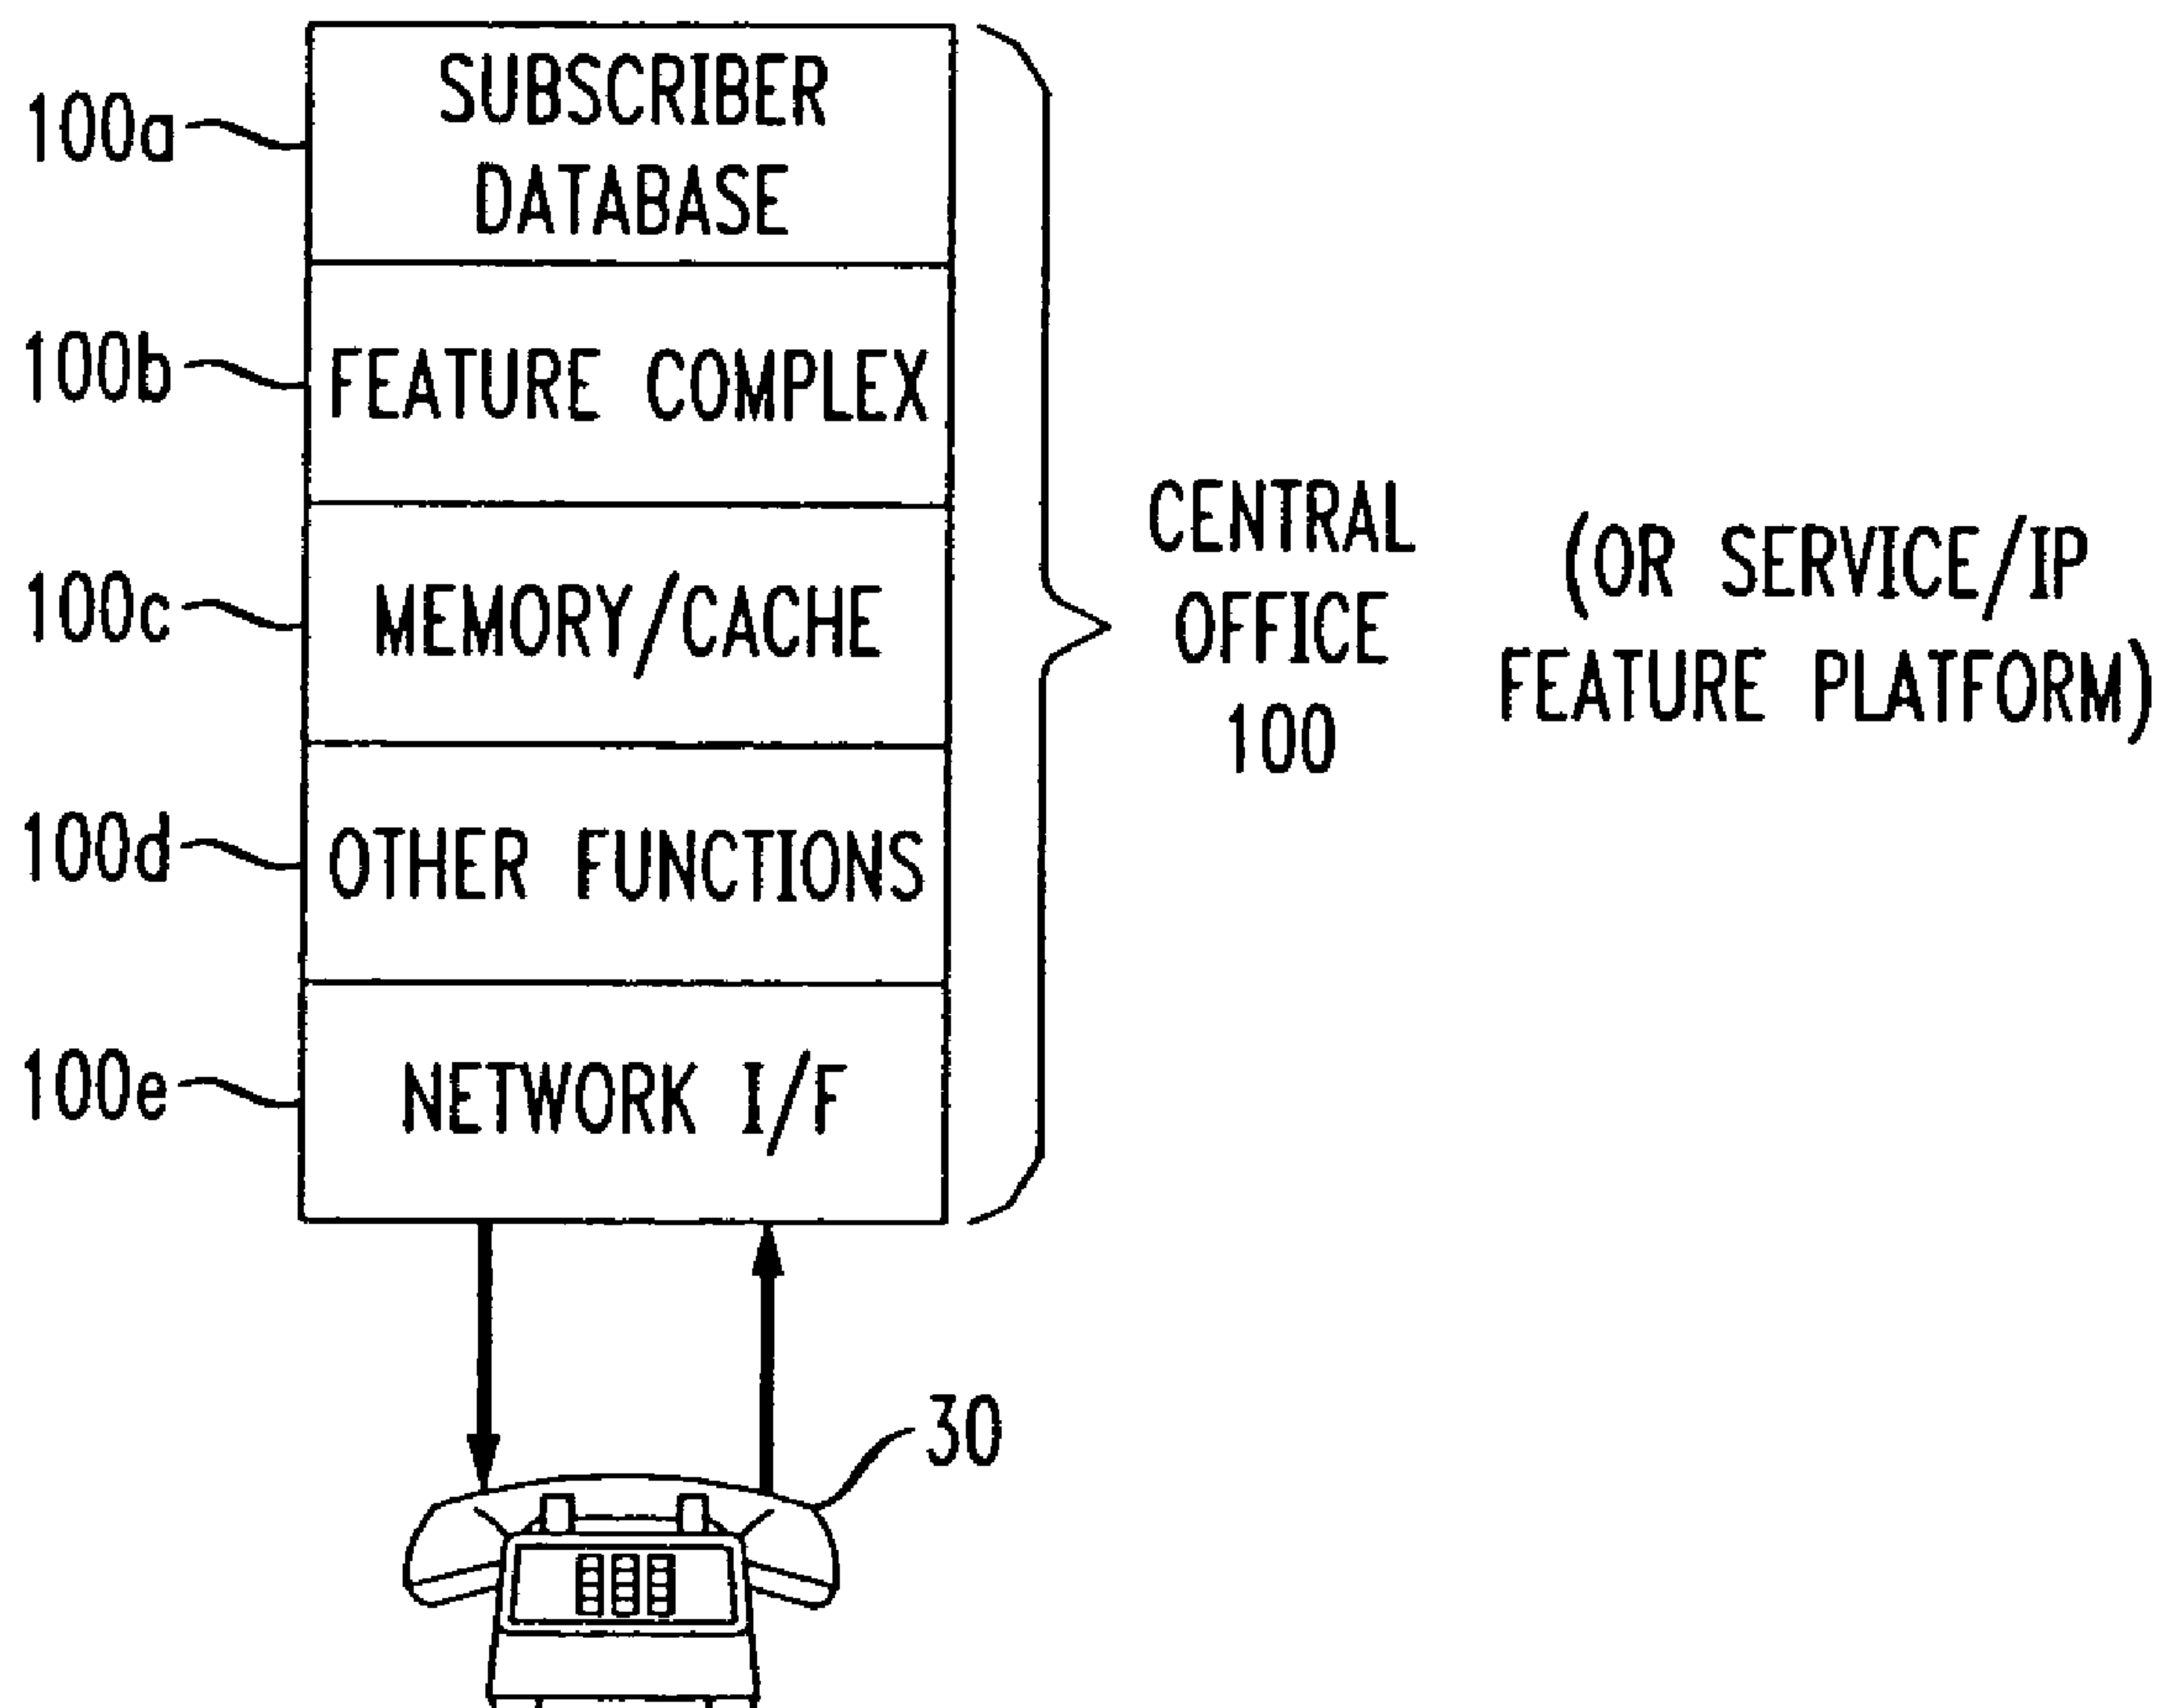 100a
SUBSCRIBER
DATABASE
100b
FEATURE COMPLEX
100c
MEMORY/CACHE
100d
OTHER FUNCTIONS
100e
NETWORK I/F
CENTRAL
OFFICE
100
(OR SERVICE/IP
FEATURE PLATFORM)
30